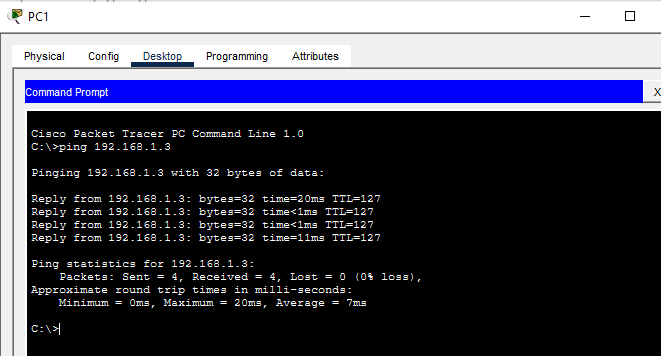 PC1
Physical Config Desktop Programming Attributes
Command Prompt X
Cisco Packet Tracer PC Command Line 1.0
C:\>ping 192.168.1.3
Pinging 192.168.1.3 with 32 bytes of data:
Reply from 192.168.1.3: bytes=32 time=20ms TTL=127
Reply from 192.168.1.3: bytes=32 time<1ms TTL=127
Reply from 192.168.1.3: bytes=32 time<1ms TTL=127
Reply from 192.168.1.3: bytes=32 time=11ms TTL=127
Ping statistics for 192.168.1.3:
Packets: Sent = 4, Received = 4, Lost = 0 (0% loss),
Approximate round trip times in milli-seconds:
Minimum = 0ms, Maximum = 20ms, Average = 7ms
C:\>